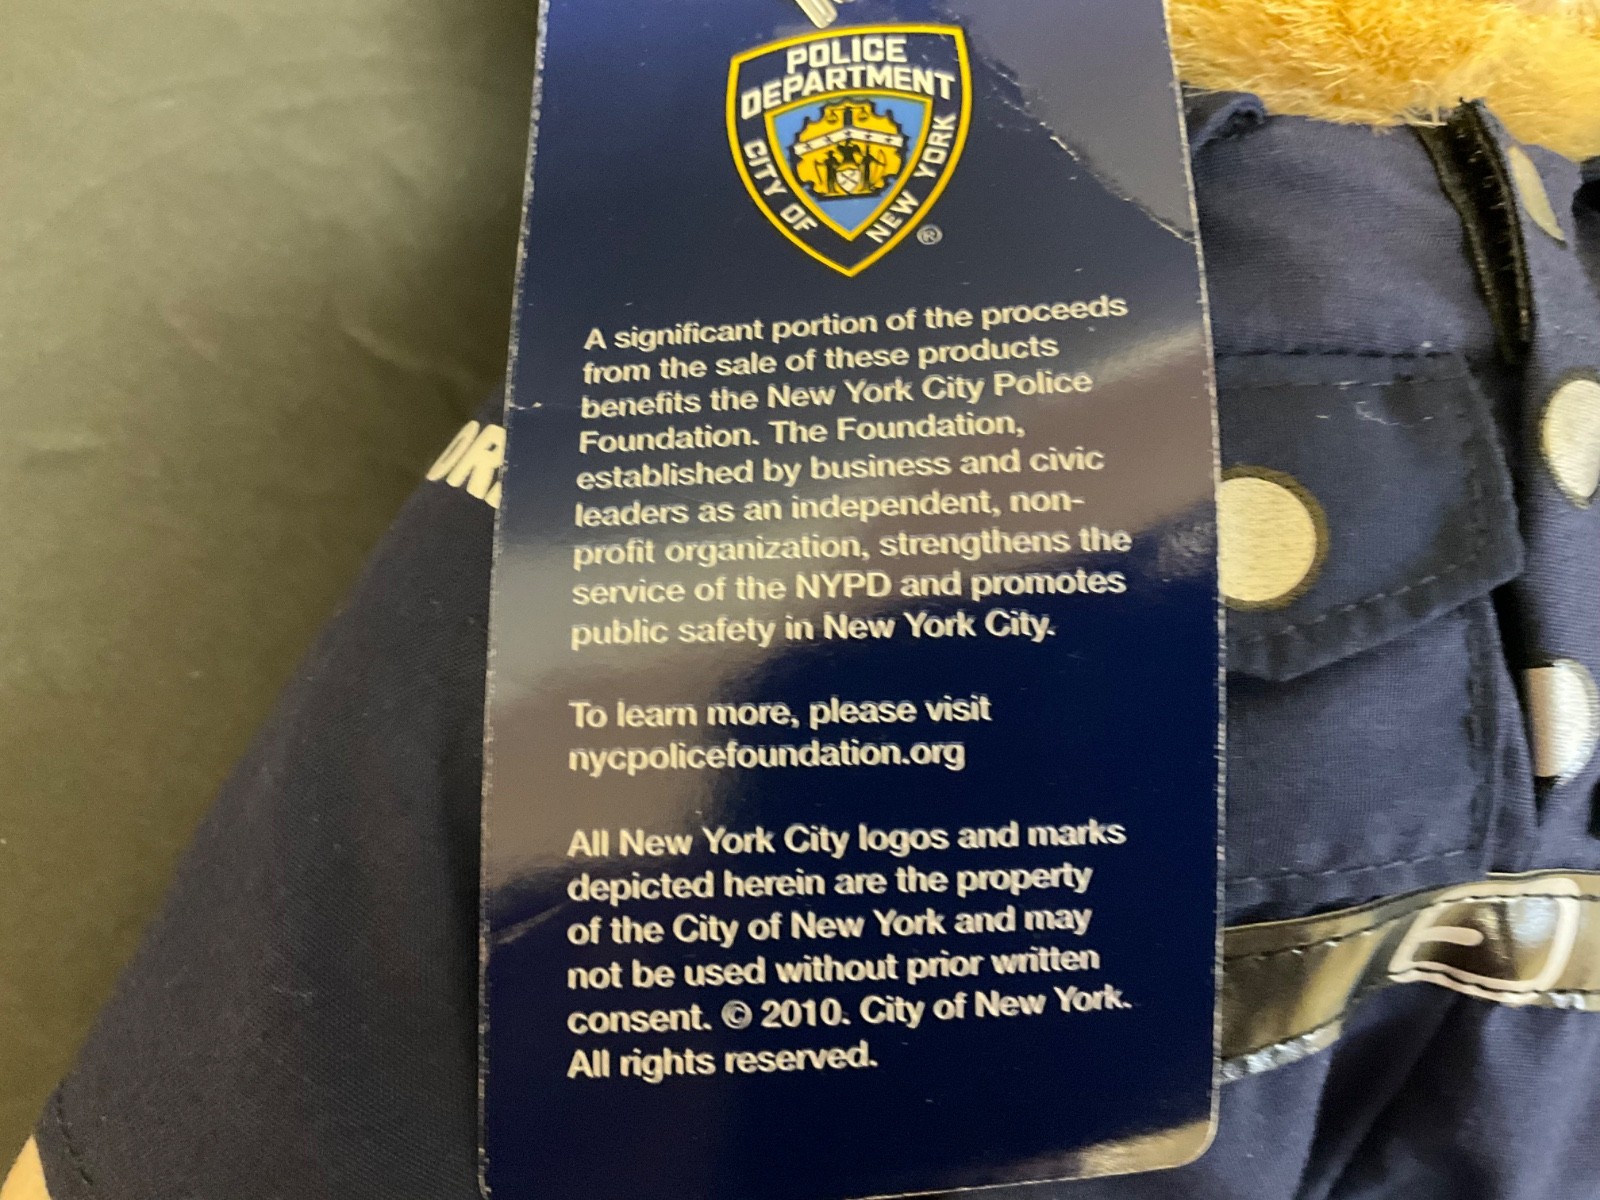 POLICE
DEPARTMENT
CITY OF
NEW YORK
®
A significant portion of the proceeds
from the sale of these products
benefits the New York City Police
Foundation. The Foundation,
established by business and civic
leaders as an independent, non-
profit organization, strengthens the
service of the NYPD and promotes
public safety in New York City.
To learn more, please visit
nycpolicefoundation.org
All New York City logos and marks
depicted herein are the property
of the City of New York and may
not be used without prior written
consent. © 2010. City of New York.
All rights reserved.